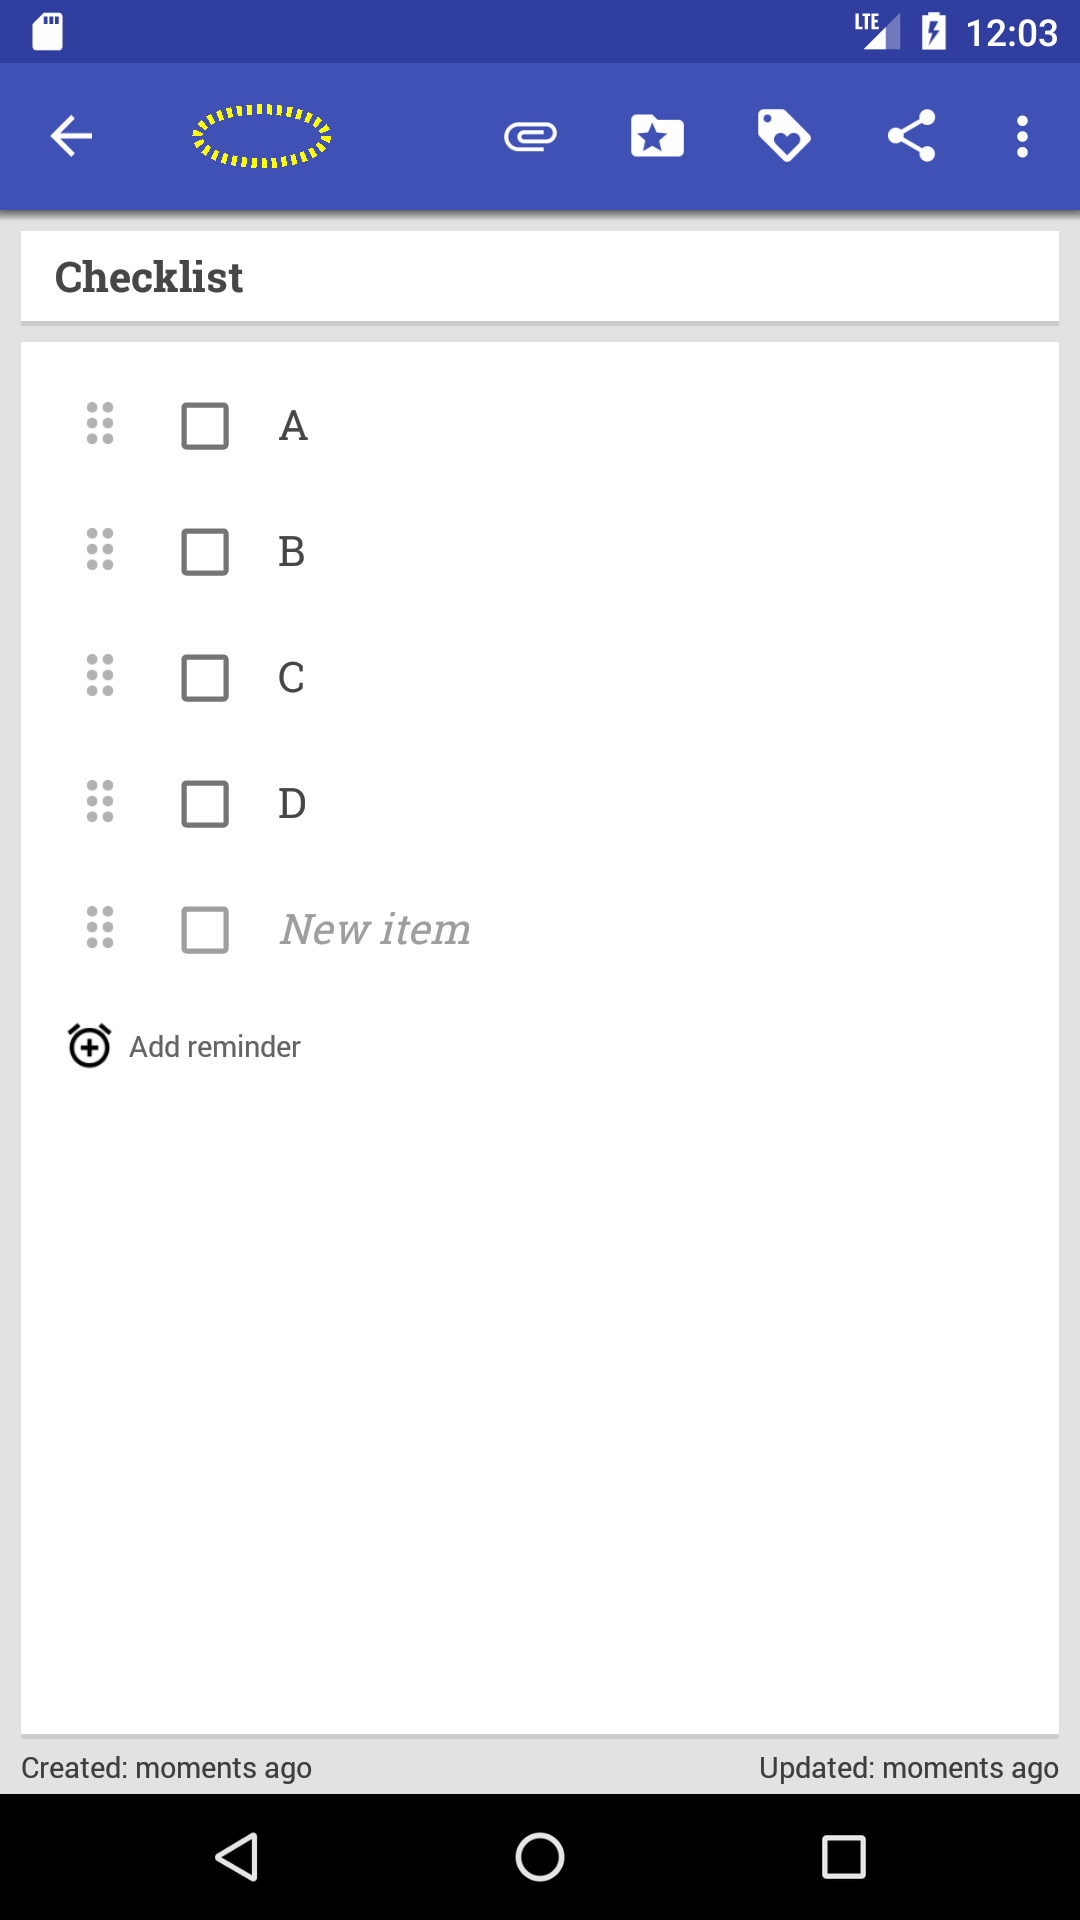 LTE 12:03
Checklist
A
B
C
D
New item
Add reminder
Created: moments ago Updated: moments ago